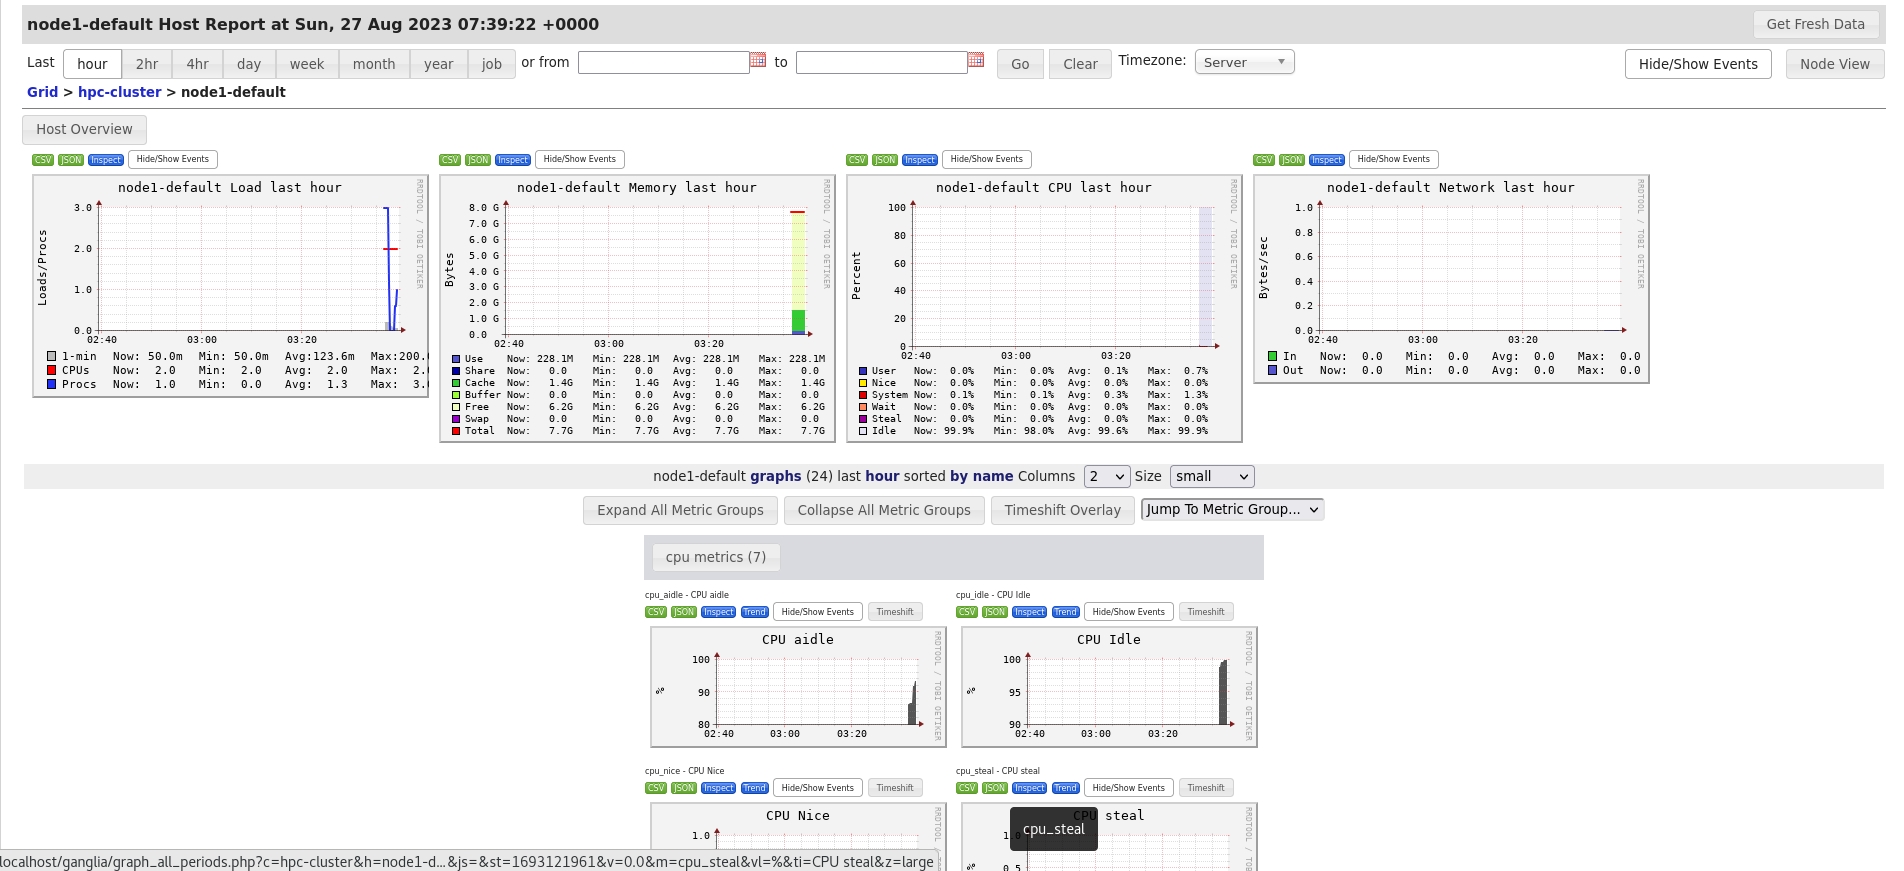 node1-default Host Report at Sun, 27 Aug 2023 07:39:22 +0000
Get Fresh Data
Last hour 2hr 4hr day week month year job or from to Go Clear Timezone: Server Hide/Show Events Node View
Grid > hpc-cluster > node1-default
Host Overview
CSV JSON Inspect Hide/Show Events
node1-default Load last hour
RRDTOOL / TOBI OETIKER
Loads/Procs
3.0
2.0
1.0
0.0
02:40 03:00 03:20
1-min Now: 50.0m Min: 50.0m Avg:123.6m Max:200.
CPUs Now: 2.0 Min: 2.0 Avg: 2.0 Max: 2.
Procs Now: 1.0 Min: 0.0 Avg: 1.3 Max: 3.
CSV JSON Inspect Hide/Show Events
node1-default Memory last hour
RRDTOOL / TOBI OETIKER
Bytes
8.0 G
7.0 G
6.0 G
5.0 G
4.0 G
3.0 G
2.0 G
1.0 G
0.0
02:40 03:00 03:20
Use Now: 228.1M Min: 228.1M Avg: 228.1M Max: 228.1M
Share Now: 0.0 Min: 0.0 Avg: 0.0 Max: 0.0
Cache Now: 1.4G Min: 1.4G Avg: 1.4G Max: 1.4G
Buffer Now: 0.0 Min: 0.0 Avg: 0.0 Max: 0.0
Free Now: 6.2G Min: 6.2G Avg: 6.2G Max: 6.2G
Swap Now: 0.0 Min: 0.0 Avg: 0.0 Max: 0.0
Total Now: 7.7G Min: 7.7G Avg: 7.7G Max: 7.7G
CSV JSON Inspect Hide/Show Events
node1-default CPU last hour
RRDTOOL / TOBI OETIKER
Percent
100
80
60
40
20
0
02:40 03:00 03:20
User Now: 0.0% Min: 0.0% Avg: 0.1% Max: 0.7%
Nice Now: 0.0% Min: 0.0% Avg: 0.0% Max: 0.0%
System Now: 0.1% Min: 0.1% Avg: 0.3% Max: 1.3%
Wait Now: 0.0% Min: 0.0% Avg: 0.0% Max: 0.0%
Steal Now: 0.0% Min: 0.0% Avg: 0.0% Max: 0.0%
Idle Now: 99.9% Min: 98.0% Avg: 99.6% Max: 99.9%
CSV JSON Inspect Hide/Show Events
node1-default Network last hour
RRDTOOL / TOBI OETIKER
Bytes/sec
1.0
0.8
0.6
0.4
0.2
0.0
02:40 03:00 03:20
In Now: 0.0 Min: 0.0 Avg: 0.0 Max: 0.0
Out Now: 0.0 Min: 0.0 Avg: 0.0 Max: 0.0
node1-default graphs (24) last hour sorted by name Columns 2 Size small
Expand All Metric Groups Collapse All Metric Groups Timeshift Overlay Jump To Metric Group...
cpu metrics (7)
cpu_aidle - CPU aidle
CSV JSON Inspect Trend Hide/Show Events Timeshift
CPU aidle
RRDTOOL / TOBI OETIKER
%
100
90
80
02:40 03:00 03:20
cpu_idle - CPU Idle
CSV JSON Inspect Trend Hide/Show Events Timeshift
CPU Idle
RRDTOOL / TOBI OETIKER
%
100
95
90
02:40 03:00 03:20
cpu_nice - CPU Nice
CSV JSON Inspect Trend Hide/Show Events Timeshift
CPU Nice
1.0
cpu_steal - CPU steal
CSV JSON Inspect Trend Hide/Show Events Timeshift
CPU steal
1.0
%
0.5
cpu_steal
localhost/ganglia/graph_all_periods.php?c=hpc-cluster&h=node1-d...&js=&st=1693121961&v=0.0&m=cpu_steal&vl=%&ti=CPU steal&z=large